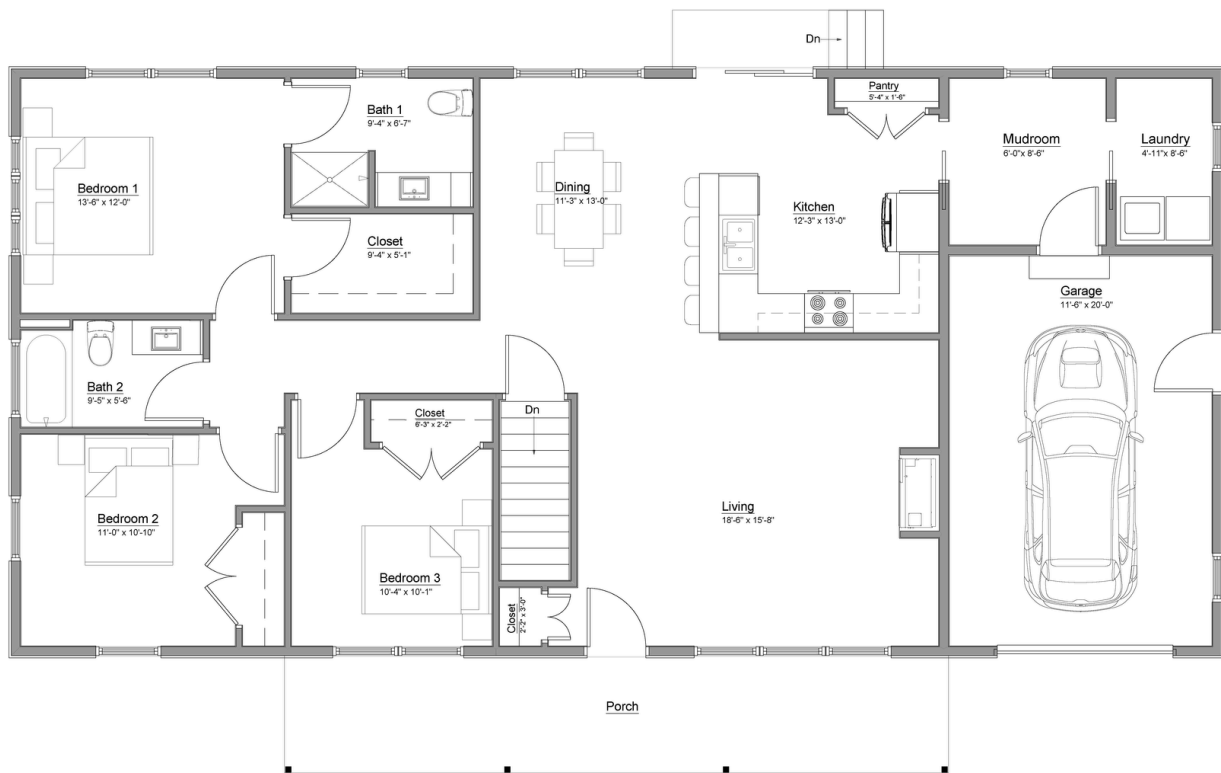 Dn
Pantry
5'-4" x 1'-6"
Bath 1
9'-4" x 6'-7"
Mudroom
6'-0"x 8'-6"
Laundry
4'-11"x 8'-6"
Bedroom 1
13'-6" x 12'-0"
Dining
11'-3" x 13'-0"
Kitchen
12'-3" x 13'-0"
Closet
9'-4" x 5'-1"
Garage
11'-6" x 20'-0"
Bath 2
9'-5" x 5'-6"
Closet
6'-3" x 2'-2"
Dn
Living
18'-6" x 15'-8"
Bedroom 2
11'-0" x 10'-10"
Bedroom 3
10'-4" x 10'-1"
Closet
2'-2" x 3'-0"
Porch